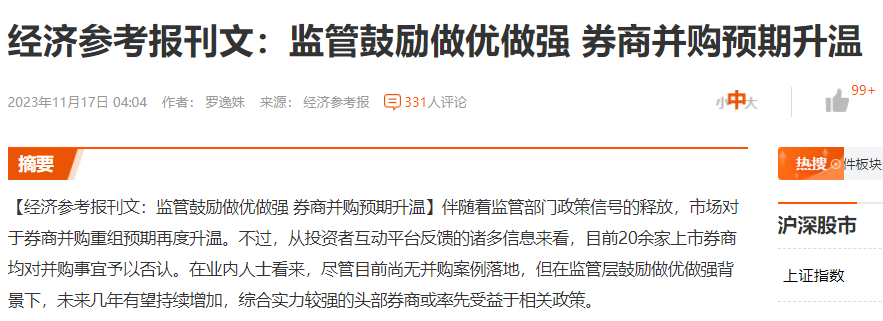 经济参考报刊文：监管鼓励做优做强 券商并购预期升温
2023年11月17日 04:04 作者： 罗逸姝 来源： 经济参考报 331人评论
小中大
99+
摘要
【经济参考报刊文：监管鼓励做优做强 券商并购预期升温】伴随着监管部门政策信号的释放，市场对
于券商并购重组预期再度升温。不过，从投资者互动平台反馈的诸多信息来看，目前20余家上市券商
均对并购事宜予以否认。在业内人士看来，尽管目前尚无并购案例落地，但在监管层鼓励做优做强背
景下，未来几年有望持续增加，综合实力较强的头部券商或率先受益于相关政策。
热搜
件板块
沪深股市
上证指数